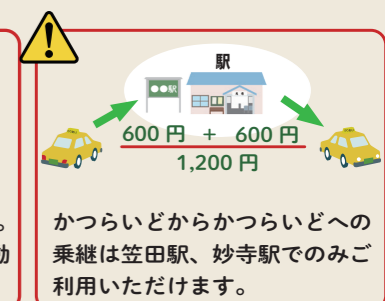 駅
●●駅
600 円 + 600 円
1,200 円
。
動
かつらいどからかつらいどへの
乗継は笠田駅、妙寺駅でのみご
利用いただけます。